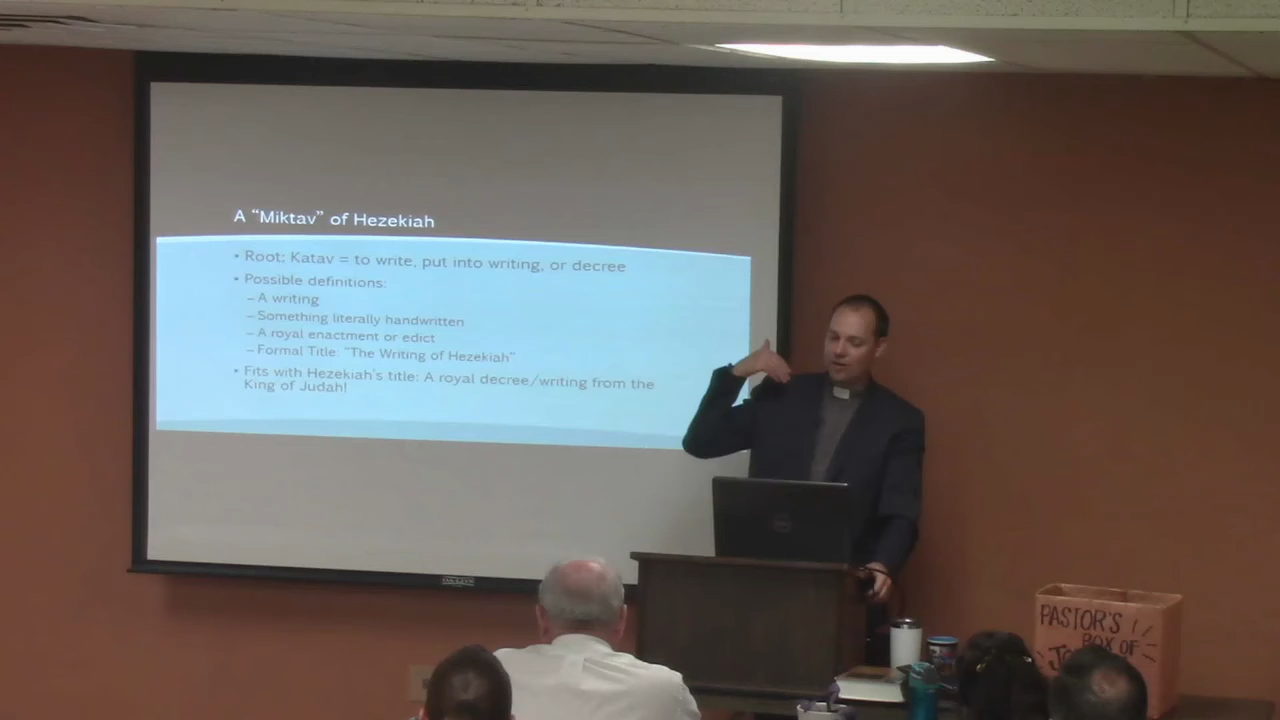 A “Miktav” of Hezekiah
• Root: Katav = to write, put into writing, or decree
• Possible definitions:
– A writing
– Something literally handwritten
– A royal enactment or edict
– Formal Title: “The Writing of Hezekiah”
• Fits with Hezekiah's title: A royal decree/writing from the
King of Judah!
PASTOR'S
BOX OF